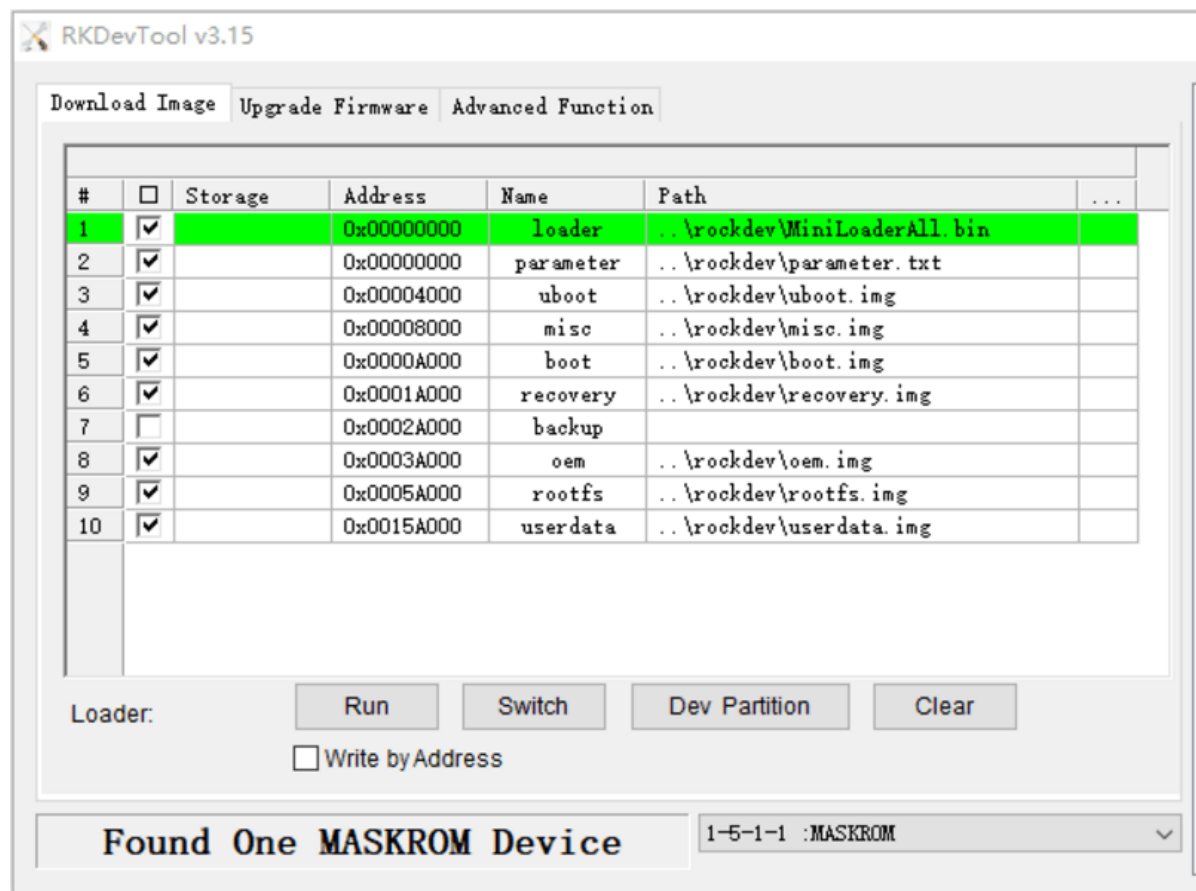 RKDevTool v3.15
Download Image Upgrade Firmware Advanced Function
# Storage Address Name Path ...
1 0x00000000 loader ..\rockdev\MiniLoaderAll.bin
2 0x00000000 parameter ..\rockdev\parameter.txt
3 0x00004000 uboot ..\rockdev\uboot.img
4 0x00008000 misc ..\rockdev\misc.img
5 0x0000A000 boot ..\rockdev\boot.img
6 0x0001A000 recovery ..\rockdev\recovery.img
7 0x0002A000 backup
8 0x0003A000 oem ..\rockdev\oem.img
9 0x0005A000 rootfs ..\rockdev\rootfs.img
10 0x0015A000 userdata ..\rockdev\userdata.img
Loader: Run Switch Dev Partition Clear
Write by Address
Found One MASKROM Device 1-5-1-1 :MASKROM